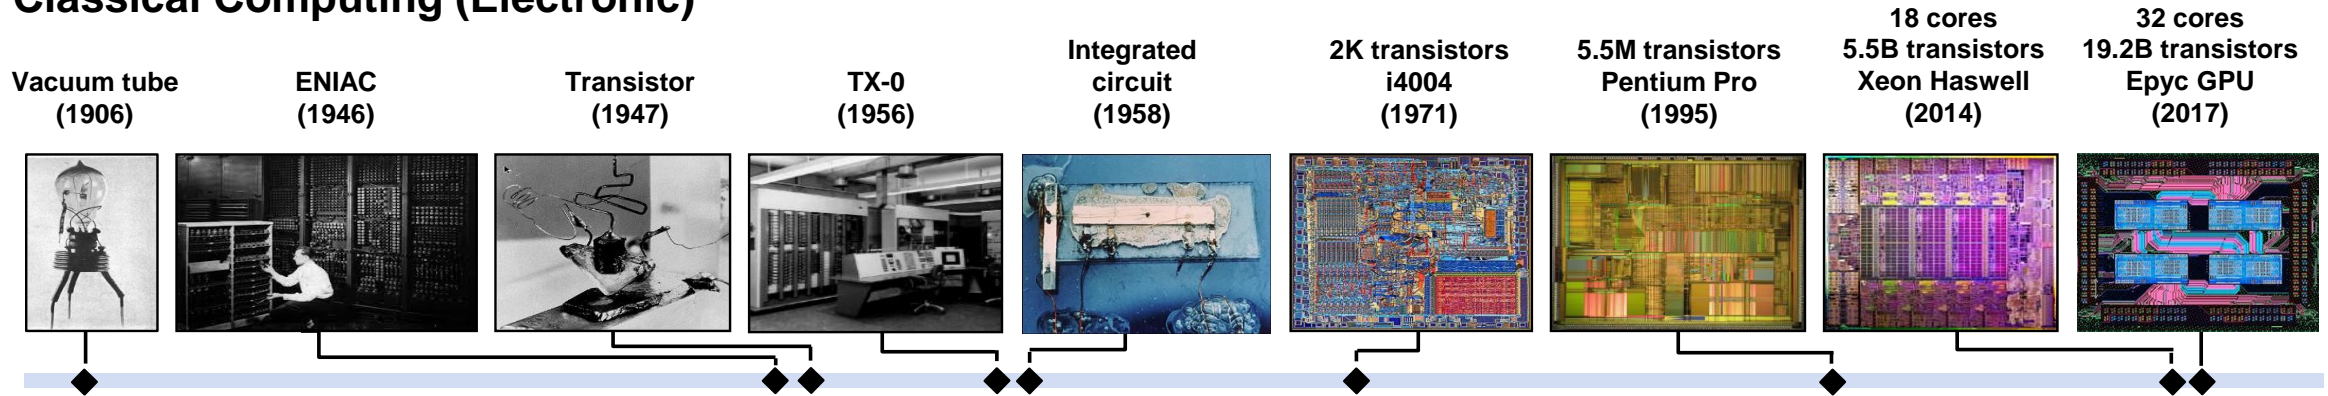 Classical Computing (Electronic)
Vacuum tube
(1906)
ENIAC
(1946)
Transistor
(1947)
TX-0
(1956)
Integrated
circuit
(1958)
2K transistors
i4004
(1971)
5.5M transistors
Pentium Pro
(1995)
18 cores
5.5B transistors
Xeon Haswell
(2014)
32 cores
19.2B transistors
Epyc GPU
(2017)